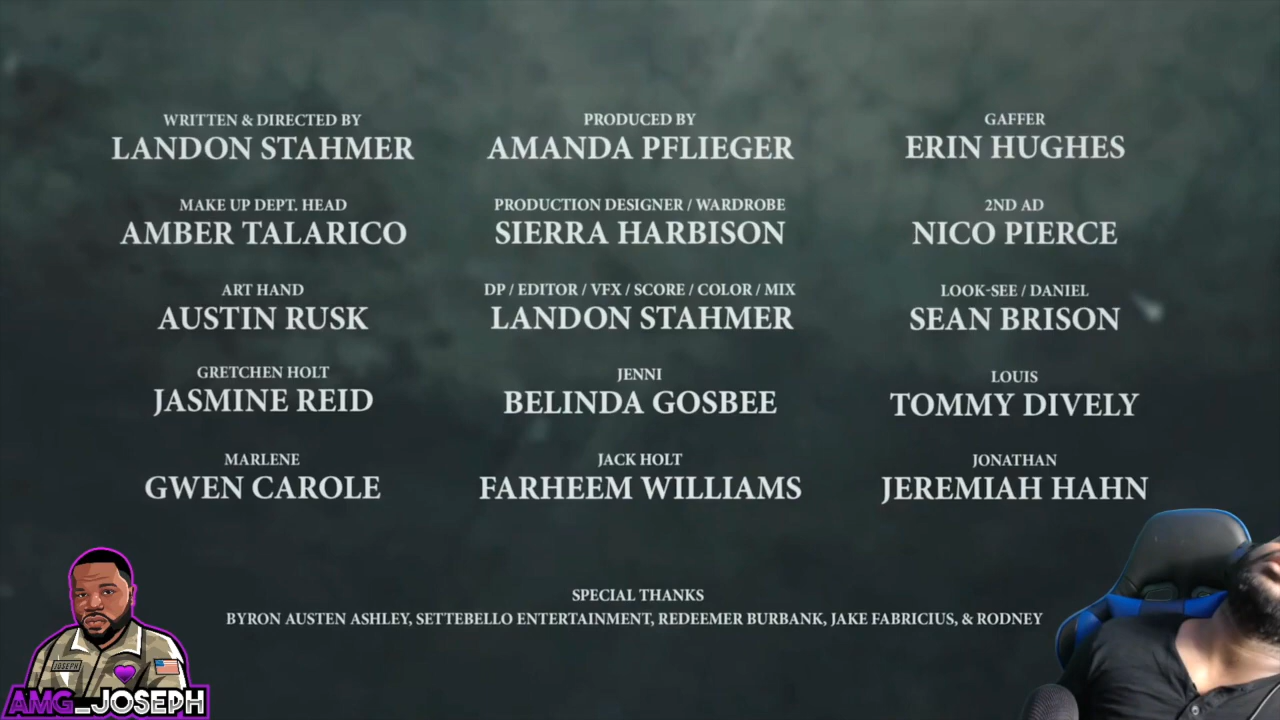 WRITTEN & DIRECTED BY
LANDON STAHMER
PRODUCED BY
AMANDA PFLIEGER
GAFFER
ERIN HUGHES
MAKE UP DEPT. HEAD
AMBER TALARICO
PRODUCTION DESIGNER / WARDROBE
SIERRA HARBISON
2ND AD
NICO PIERCE
ART HAND
AUSTIN RUSK
DP / EDITOR / VFX / SCORE / COLOR / MIX
LANDON STAHMER
LOOK-SEE / DANIEL
SEAN BRISON
GRETCHEN HOLT
JASMINE REID
JENNI
BELINDA GOSBEE
LOUIS
TOMMY DIVELY
MARLENE
GWEN CAROLE
JACK HOLT
FARHEEM WILLIAMS
JONATHAN
JEREMIAH HAHN
SPECIAL THANKS
BYRON AUSTEN ASHLEY, SETTEBELLO ENTERTAINMENT, REDEEMER BURBANK, JAKE FABRICIUS, & RODNEY
JOSEPH
AMG_JOSEPH